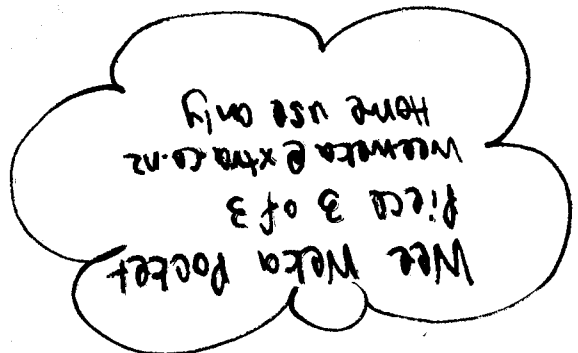 Wee Weka Pocket
Piece 3 of 3
Weeweka@xtra.co.nz
Home use only